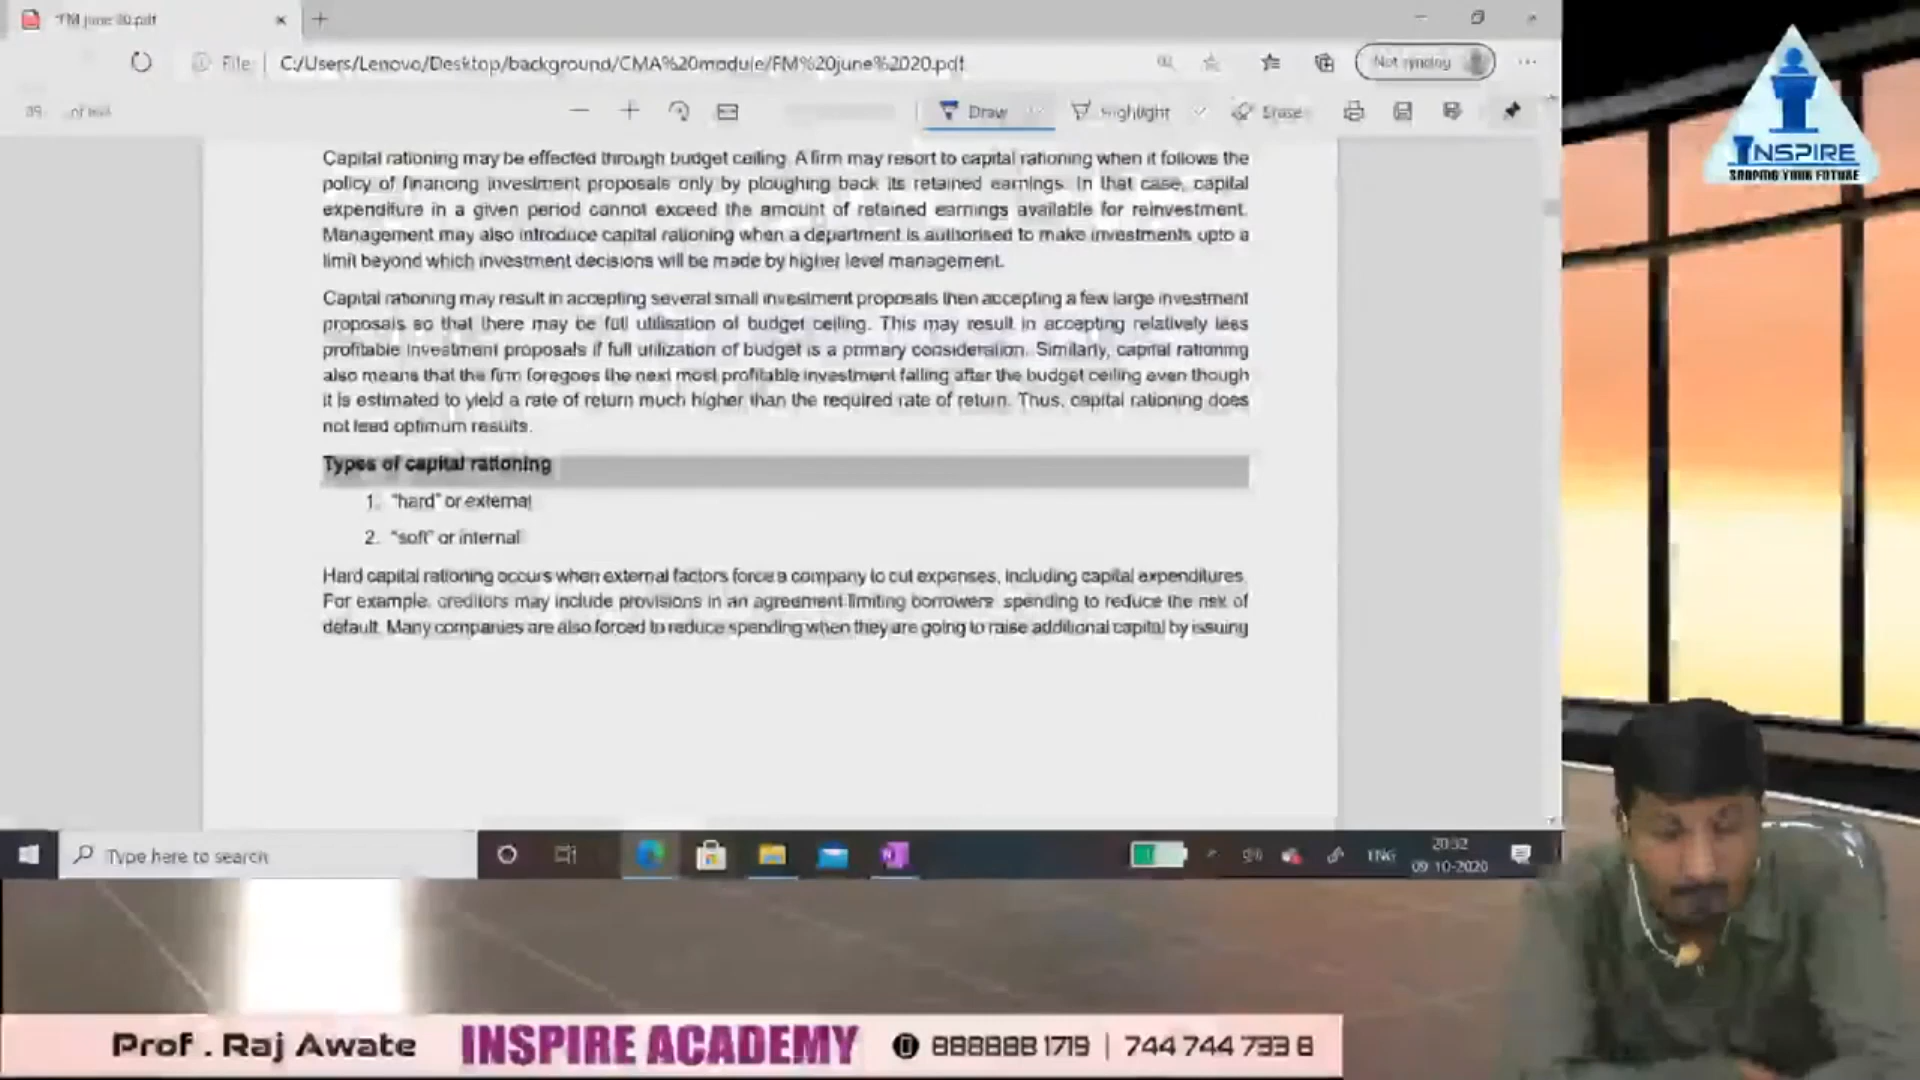 FM june 20.pdf
File
C:/Users/Lenovo/Desktop/background/CMA%20module/FM%20june%2020.pdf
Not syncing
Draw
Highlight
Erase
Capital rationing may be effected through budget ceiling. A firm may resort to capital rationing when it follows the
policy of financing investment proposals only by ploughing back its retained earnings. In that case, capital
expenditure in a given period cannot exceed the amount of retained earnings available for reinvestment.
Management may also introduce capital rationing when a department is authorised to make investments upto a
limit beyond which investment decisions will be made by higher level management.
Capital rationing may result in accepting several small investment proposals then accepting a few large investment
proposals so that there may be full utilisation of budget ceiling. This may result in accepting relatively less
profitable investment proposals if full utilization of budget is a primary consideration. Similarly, capital rationing
also means that the firm foregoes the next most profitable investment falling after the budget ceiling even though
it is estimated to yield a rate of return much higher than the required rate of return. Thus, capital rationing does
not lead optimum results.
Types of capital rationing
1. "hard" or external
2. "soft" or internal
Hard capital rationing occurs when external factors force a company to cut expenses, including capital expenditures.
For example, creditors may include provisions in an agreement limiting borrowers' spending to reduce the risk of
default. Many companies are also forced to reduce spending when they are going to raise additional capital by issuing
Type here to search
ENG
20:32
09-10-2020
INSPIRE
SHAPING YOUR FUTURE
Prof . Raj Awate
INSPIRE ACADEMY
888888 1719 | 744 744 733 8